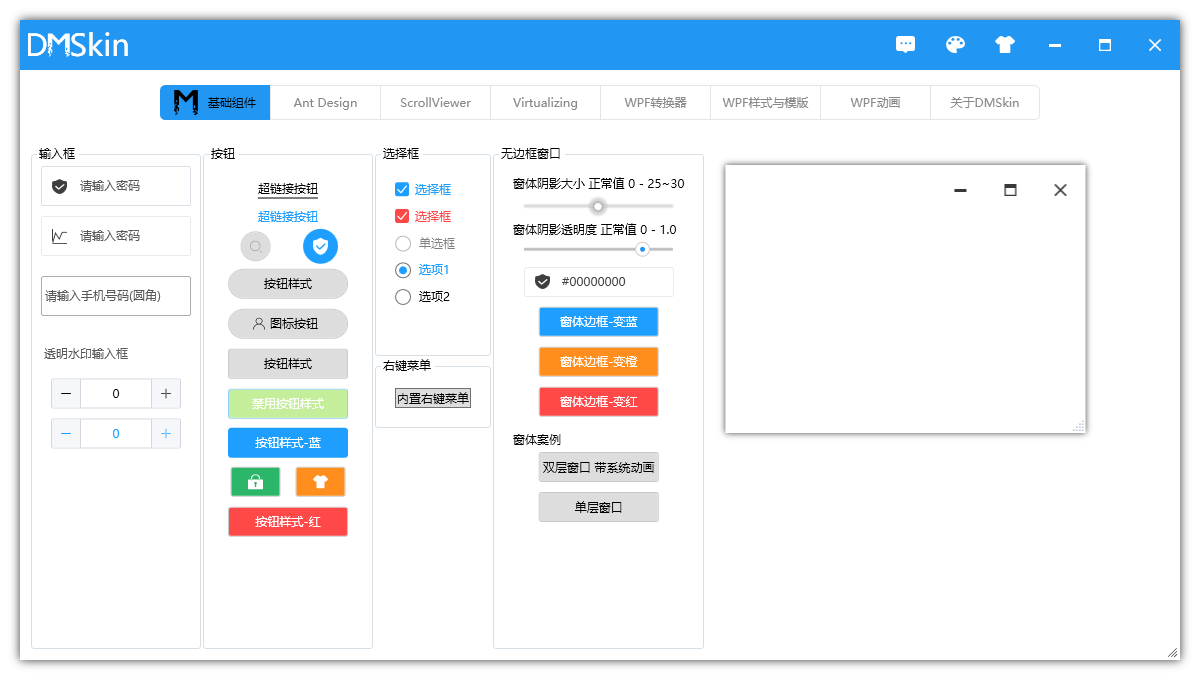 DMSkin
基础组件
Ant Design
ScrollViewer
Virtualizing
WPF转换器
WPF样式与模版
WPF动画
关于DMSkin
输入框
请输入密码
请输入密码
请输入手机号码(圆角)
透明水印输入框
0
0
按钮
超链接按钮
超链接按钮
按钮样式
图标按钮
按钮样式
禁用按钮样式
按钮样式-蓝
按钮样式-红
选择框
选择框
选择框
单选框
选项1
选项2
右键菜单
内置右键菜单
无边框窗口
窗体阴影大小 正常值 0 - 25~30
窗体阴影透明度 正常值 0 - 1.0
#00000000
窗体边框-变蓝
窗体边框-变橙
窗体边框-变红
窗体案例
双层窗口 带系统动画
单层窗口